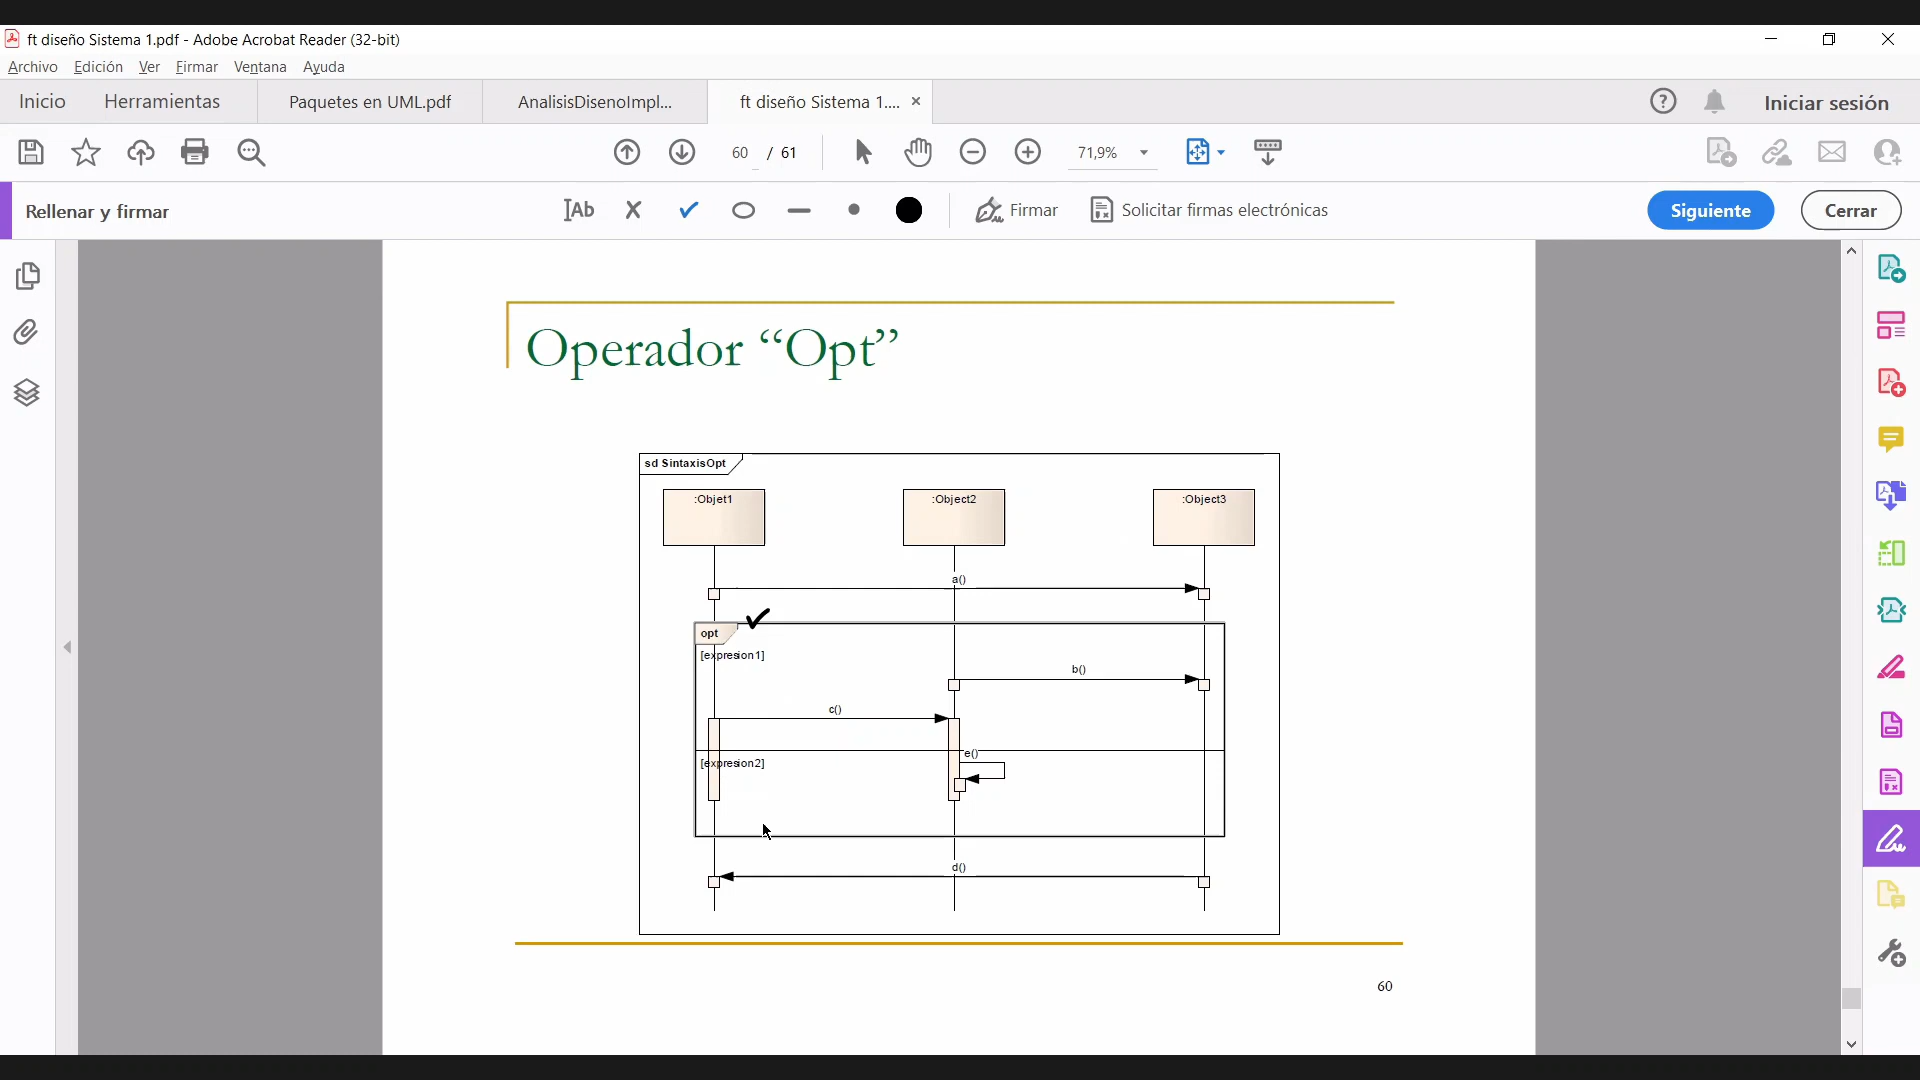 ft diseño Sistema 1.pdf - Adobe Acrobat Reader (32-bit)
Archivo Edición Ver Firmar Ventana Ayuda
Inicio Herramientas Paquetes en UML.pdf AnalisisDisenoImpl... ft diseño Sistema 1.... Iniciar sesión
60 / 61 71,9%
Rellenar y firmar Ab Firmar Solicitar firmas electrónicas Siguiente Cerrar
Operador “Opt”
sd SintaxisOpt
:Objet1 :Object2 :Object3
a()
opt
[expresion1]
b()
c()
e()
[expresion2]
d()
60